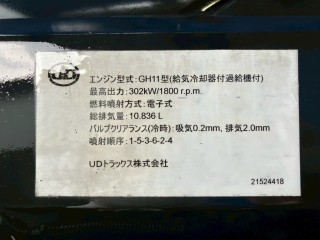 UD
エンジン型式:GH11型(給気冷却器付過給機付)
最高出力:302kW/1800 r.p.m.
燃料噴射方式:電子式
総排気量:10.836 L
バルブクリアランス(冷時):吸気0.2mm, 排気2.0mm
噴射順序:1-5-3-6-2-4
UDトラックス株式会社
21524418